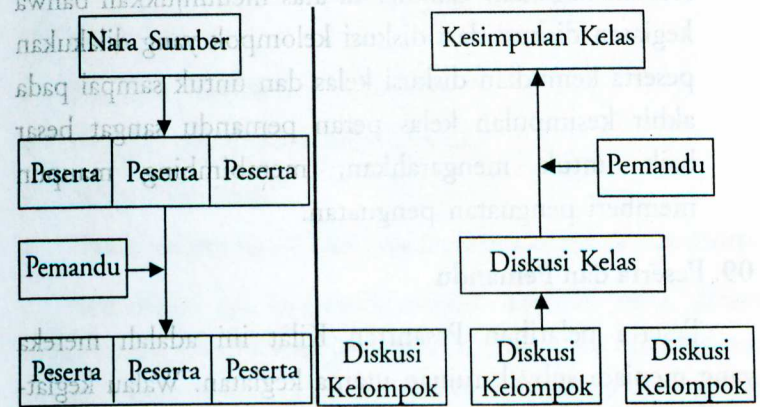 Nara Sumber
Peserta Peserta Peserta
Pemandu
Peserta Peserta Peserta
Kesimpulan Kelas
Pemandu
Diskusi Kelas
Diskusi Kelompok
Diskusi Kelompok
Diskusi Kelompok